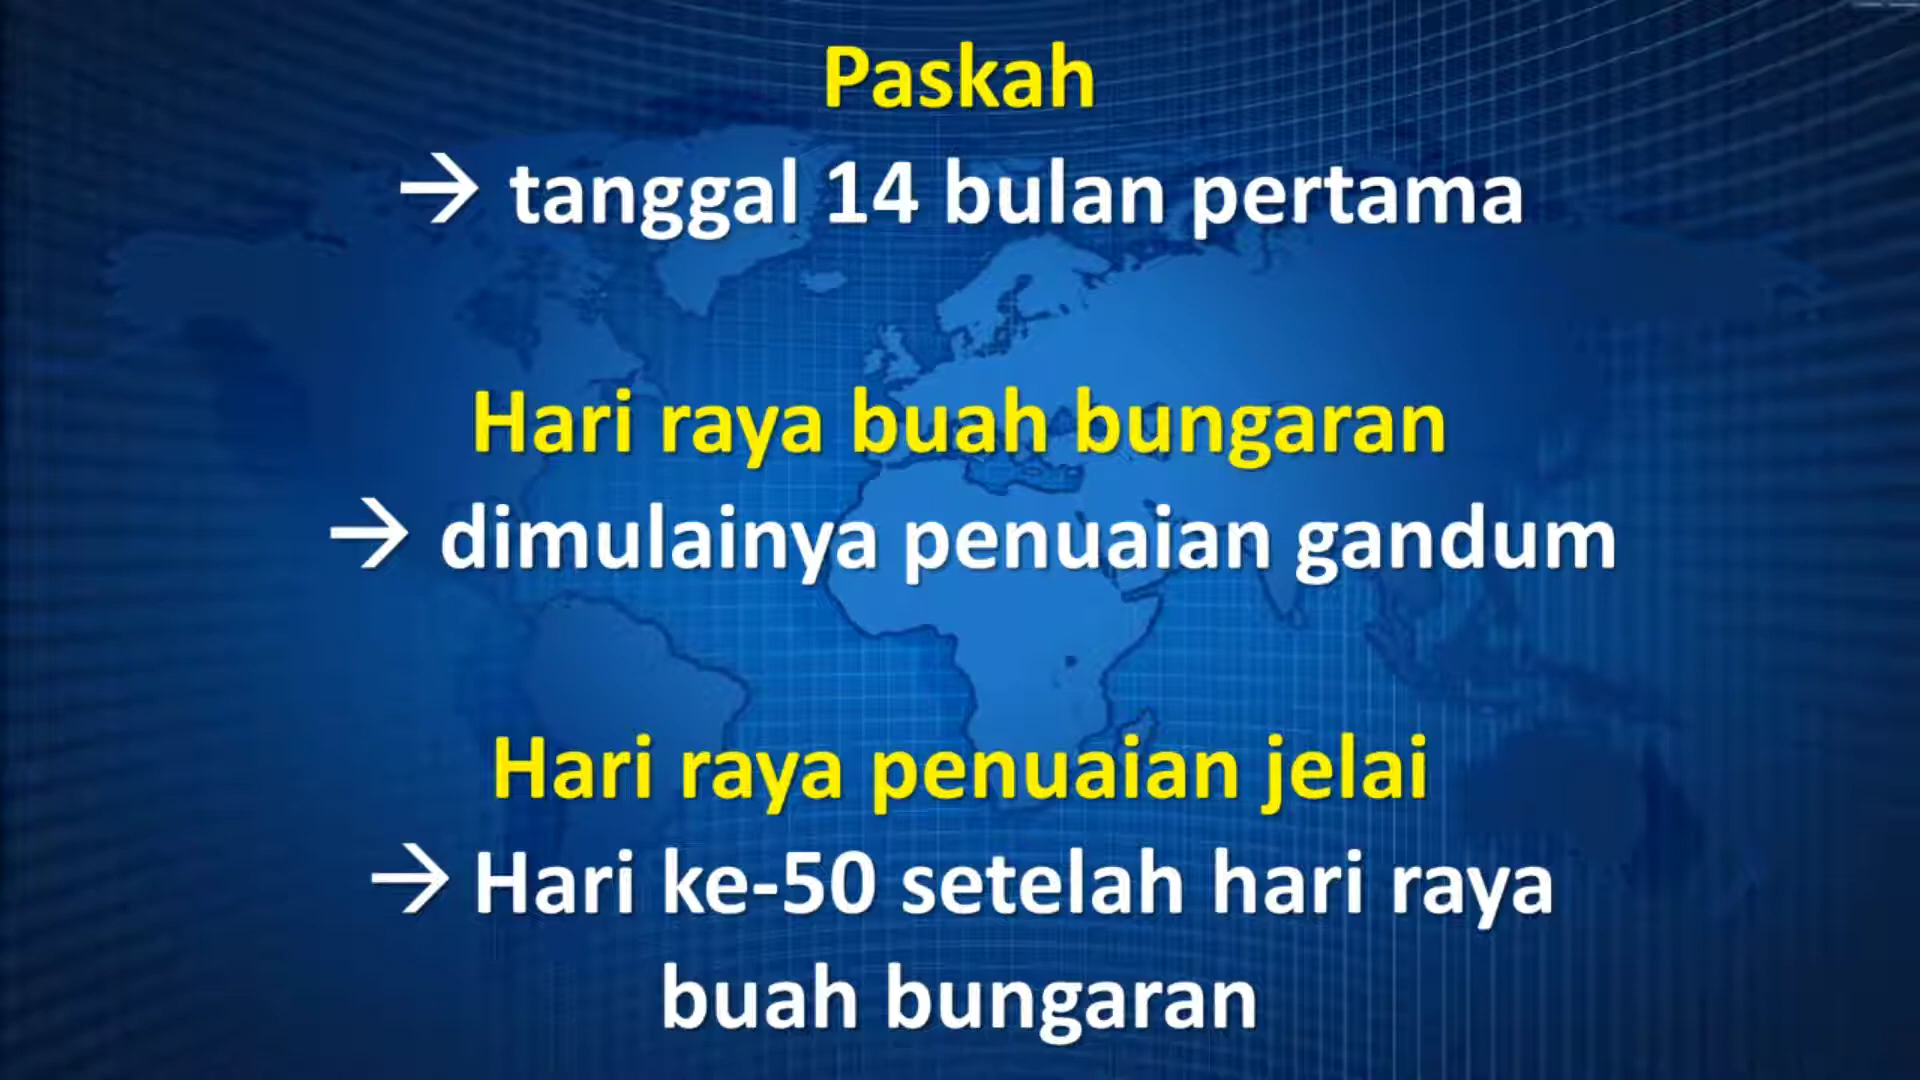 Paskah
→ tanggal 14 bulan pertama
Hari raya buah bungaran
→ dimulainya penuaian gandum
Hari raya penuaian jelai
→ Hari ke-50 setelah hari raya
buah bungaran